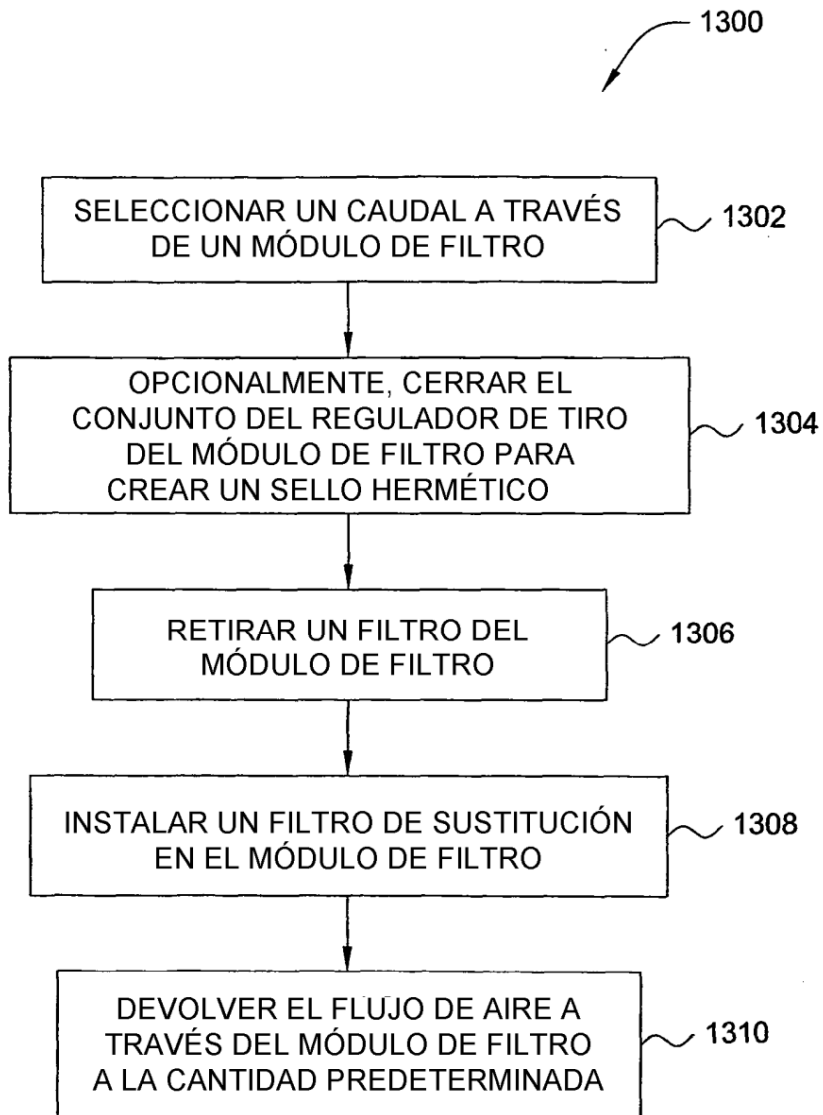 1300
SELECCIONAR UN CAUDAL A TRAVÉS
DE UN MÓDULO DE FILTRO
1302
OPCIONALMENTE, CERRAR EL
CONJUNTO DEL REGULADOR DE TIRO
DEL MÓDULO DE FILTRO PARA
CREAR UN SELLO HERMÉTICO
1304
RETIRAR UN FILTRO DEL
MÓDULO DE FILTRO
1306
INSTALAR UN FILTRO DE SUSTITUCIÓN
EN EL MÓDULO DE FILTRO
1308
DEVOLVER EL FLUJO DE AIRE A
TRAVÉS DEL MÓDULO DE FILTRO
A LA CANTIDAD PREDETERMINADA
1310